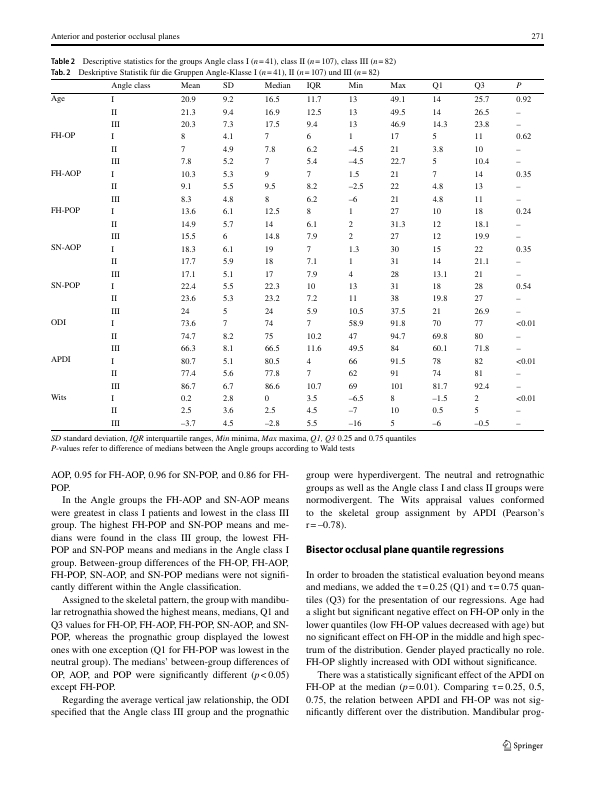 Anterior and posterior occlusal planes 271
Table 2 Descriptive statistics for the groups Angle class I (n = 41), class II (n = 107), class III (n = 82)
Tab. 2 Deskriptive Statistik für die Gruppen Angle-Klasse I (n = 41), II (n = 107) und III (n = 82)
Angle class Mean SD Median IQR Min Max Q1 Q3 P
Age I 20.9 9.2 16.5 11.7 13 49.1 14 25.7 0.92
II 21.3 9.4 16.9 12.5 13 49.5 14 26.5 –
III 20.3 7.3 17.5 9.4 13 46.9 14.3 23.8 –
FH-OP I 8 4.1 7 6 1 17 5 11 0.62
II 7 4.9 7.8 6.2 –4.5 21 3.8 10 –
III 7.8 5.2 7 5.4 –4.5 22.7 5 10.4 –
FH-AOP I 10.3 5.3 9 7 1.5 21 7 14 0.35
II 9.1 5.5 9.5 8.2 –2.5 22 4.8 13 –
III 8.3 4.8 8 6.2 –6 21 4.8 11 –
FH-POP I 13.6 6.1 12.5 8 1 27 10 18 0.24
II 14.9 5.7 14 6.1 2 31.3 12 18.1 –
III 15.5 6 14.8 7.9 2 27 12 19.9 –
SN-AOP I 18.3 6.1 19 7 1.3 30 15 22 0.35
II 17.7 5.9 18 7.1 1 31 14 21.1 –
III 17.1 5.1 17 7.9 4 28 13.1 21 –
SN-POP I 22.4 5.5 22.3 10 13 31 18 28 0.54
II 23.6 5.3 23.2 7.2 11 38 19.8 27 –
III 24 5 24 5.9 10.5 37.5 21 26.9 –
ODI I 73.6 7 74 7 58.9 91.8 70 77 <0.01
II 74.7 8.2 75 10.2 47 94.7 69.8 80 –
III 66.3 8.1 66.5 11.6 49.5 84 60.1 71.8 –
APDI I 80.7 5.1 80.5 4 66 91.5 78 82 <0.01
II 77.4 5.6 77.8 7 62 91 74 81 –
III 86.7 6.7 86.6 10.7 69 101 81.7 92.4 –
Wits I 0.2 2.8 0 3.5 –6.5 8 –1.5 2 <0.01
II 2.5 3.6 2.5 4.5 –7 10 0.5 5 –
III –3.7 4.5 –2.8 5.5 –16 5 –6 –0.5 –
SD standard deviation, IQR interquartile ranges, Min minima, Max maxima, Q1, Q3 0.25 and 0.75 quantiles
P-values refer to difference of medians between the Angle groups according to Wald tests
AOP, 0.95 for FH-AOP, 0.96 for SN-POP, and 0.86 for FH-
POP.
In the Angle groups the FH-AOP and SN-AOP means
were greatest in class I patients and lowest in the class III
group. The highest FH-POP and SN-POP means and me-
dians were found in the class III group, the lowest FH-
POP and SN-POP means and medians in the Angle class I
group. Between-group differences of the FH-OP, FH-AOP,
FH-POP, SN-AOP, and SN-POP medians were not signifi-
cantly different within the Angle classification.
Assigned to the skeletal pattern, the group with mandibu-
lar retrognathia showed the highest means, medians, Q1 and
Q3 values for FH-OP, FH-AOP, FH-POP, SN-AOP, and SN-
POP, whereas the prognathic group displayed the lowest
ones with one exception (Q1 for FH-POP was lowest in the
neutral group). The medians' between-group differences of
OP, AOP, and POP were significantly different (p < 0.05)
except FH-POP.
Regarding the average vertical jaw relationship, the ODI
specified that the Angle class III group and the prognathic
group were hyperdivergent. The neutral and retrognathic
groups as well as the Angle class I and class II groups were
normodivergent. The Wits appraisal values conformed
to the skeletal group assignment by APDI (Pearson's
r = –0.78).
Bisector occlusal plane quantile regressions
In order to broaden the statistical evaluation beyond means
and medians, we added the τ = 0.25 (Q1) and τ = 0.75 quan-
tiles (Q3) for the presentation of our regressions. Age had
a slight but significant negative effect on FH-OP only in the
lower quantiles (low FH-OP values decreased with age) but
no significant effect on FH-OP in the middle and high spec-
trum of the distribution. Gender played practically no role.
FH-OP slightly increased with ODI without significance.
There was a statistically significant effect of the APDI on
FH-OP at the median (p = 0.01). Comparing τ = 0.25, 0.5,
0.75, the relation between APDI and FH-OP was not sig-
nificantly different over the distribution. Mandibular prog-
Springer